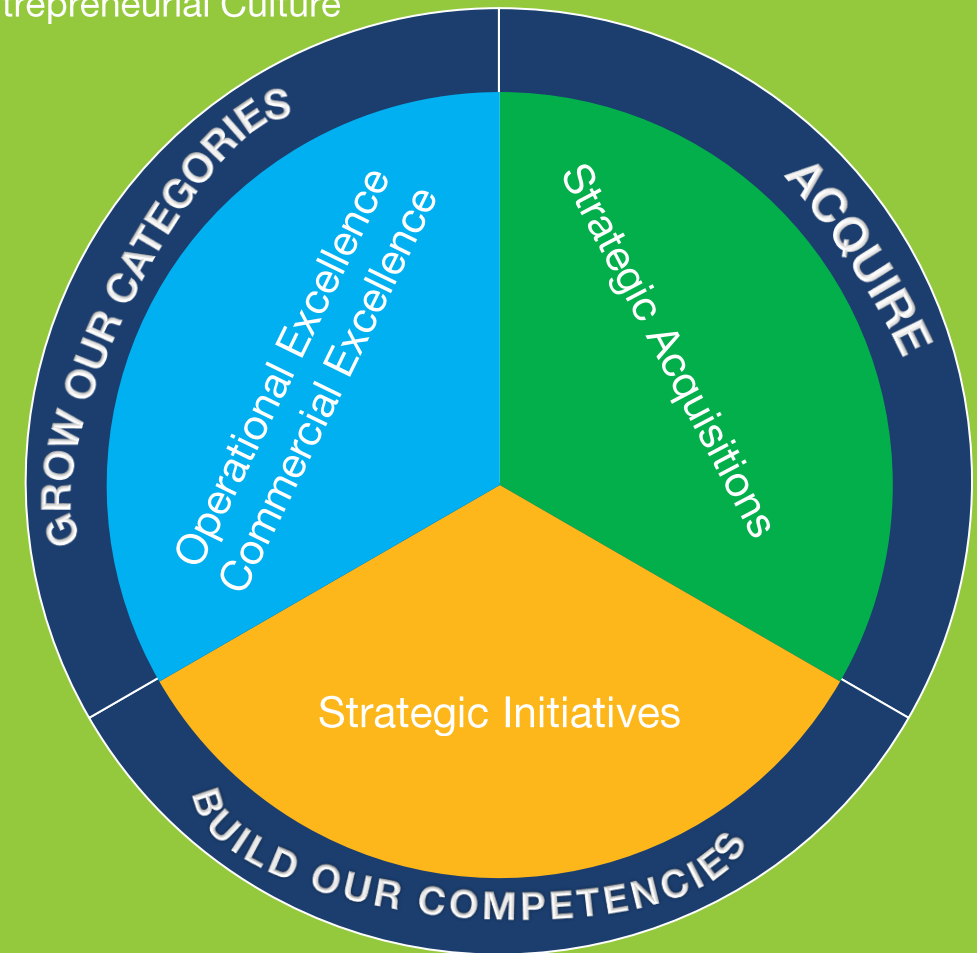 trepreneurial Culture
GROW OUR CATEGORIES
Operational Excellence
Commercial Excellence
ACQUIRE
Strategic Acquisitions
Strategic Initiatives
BUILD OUR COMPETENCIES